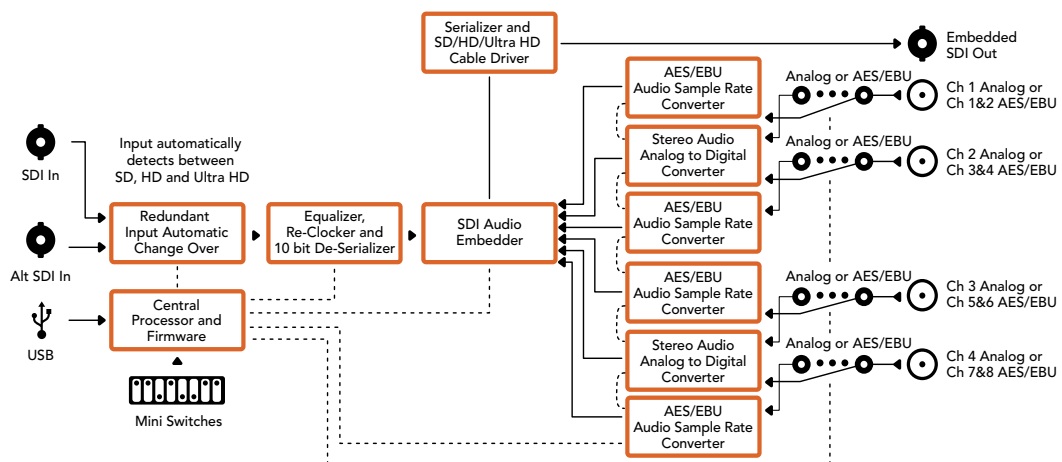 Serializer and
SD/HD/Ultra HD
Cable Driver
Embedded
SDI Out
AES/EBU
Audio Sample Rate
Converter
Analog or AES/EBU
Ch 1 Analog or
Ch 1&2 AES/EBU
SDI In
Input automatically
detects between
SD, HD and Ultra HD
Stereo Audio
Analog to Digital
Converter
Analog or AES/EBU
Ch 2 Analog or
Ch 3&4 AES/EBU
Alt SDI In
Redundant
Input Automatic
Change Over
Equalizer,
Re-Clocker and
10 bit De-Serializer
SDI Audio
Embedder
AES/EBU
Audio Sample Rate
Converter
USB
Central
Processor and
Firmware
AES/EBU
Audio Sample Rate
Converter
Analog or AES/EBU
Ch 3 Analog or
Ch 5&6 AES/EBU
Mini Switches
Stereo Audio
Analog to Digital
Converter
Analog or AES/EBU
Ch 4 Analog or
Ch 7&8 AES/EBU
AES/EBU
Audio Sample Rate
Converter